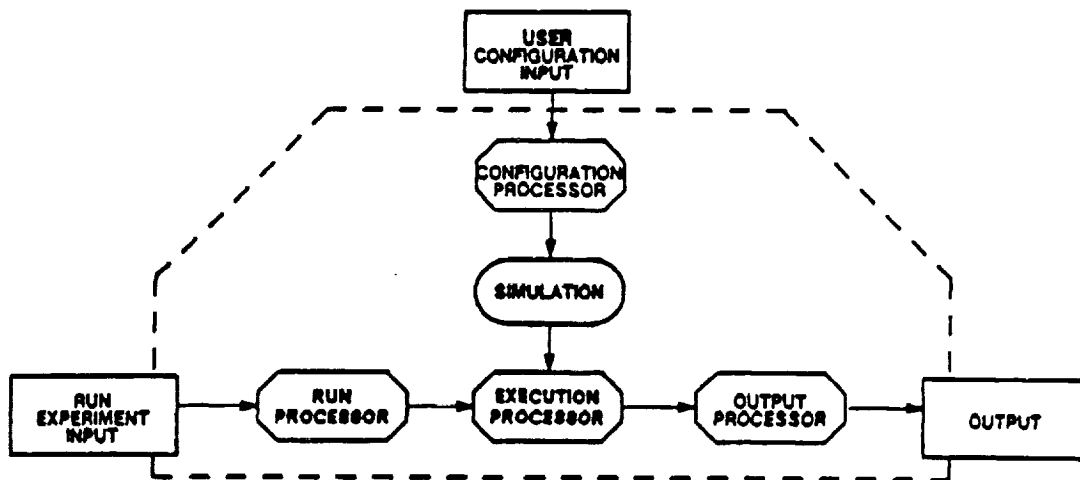 USER
CONFIGURATION
INPUT
CONFIGURATION
PROCESSOR
SIMULATION
RUN
EXPERIMENT
INPUT
RUN
PROCESSOR
EXECUTION
PROCESSOR
OUTPUT
PROCESSOR
OUTPUT